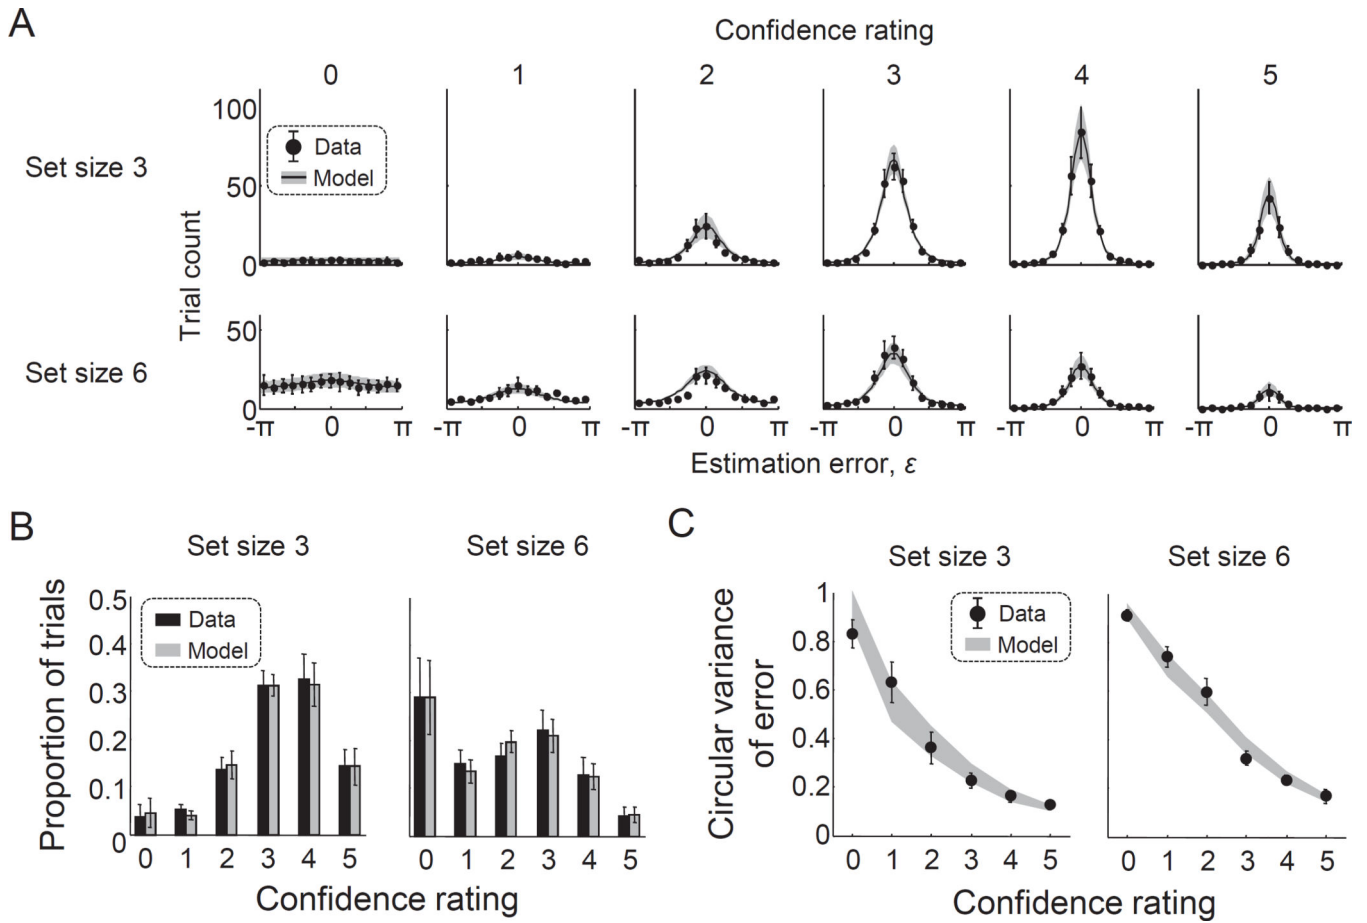 A
Confidence rating
0 1 2 3 4 5
Set size 3
Trial count
100
50
0
Data
Model
Set size 6
50
0
-π 0 π -π 0 π -π 0 π -π 0 π -π 0 π -π 0 π
Estimation error, ε
B
Set size 3 Set size 6
Proportion of trials
0.5
0.4
0.3
0.2
0.1
0
Data
Model
0 1 2 3 4 5 0 1 2 3 4 5
Confidence rating
C
Set size 3 Set size 6
Circular variance
of error
1
0.8
0.6
0.4
0.2
0
Data
Model
0 1 2 3 4 5 0 1 2 3 4 5
Confidence rating